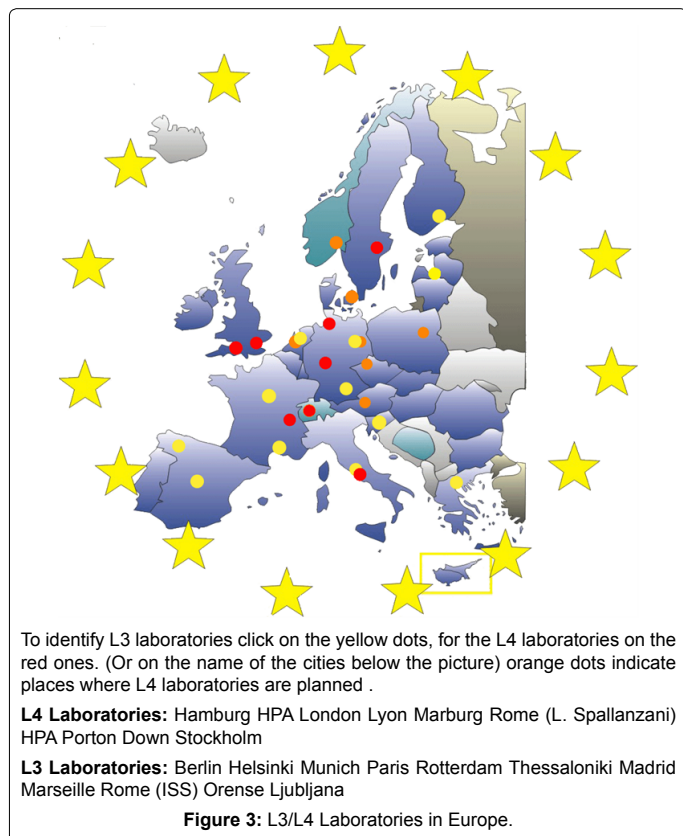 To identify L3 laboratories click on the yellow dots, for the L4 laboratories on the
red ones. (Or on the name of the cities below the picture) orange dots indicate
places where L4 laboratories are planned .
L4 Laboratories: Hamburg HPA London Lyon Marburg Rome (L. Spallanzani)
HPA Porton Down Stockholm
L3 Laboratories: Berlin Helsinki Munich Paris Rotterdam Thessaloniki Madrid
Marseille Rome (ISS) Orense Ljubljana
Figure 3: L3/L4 Laboratories in Europe.